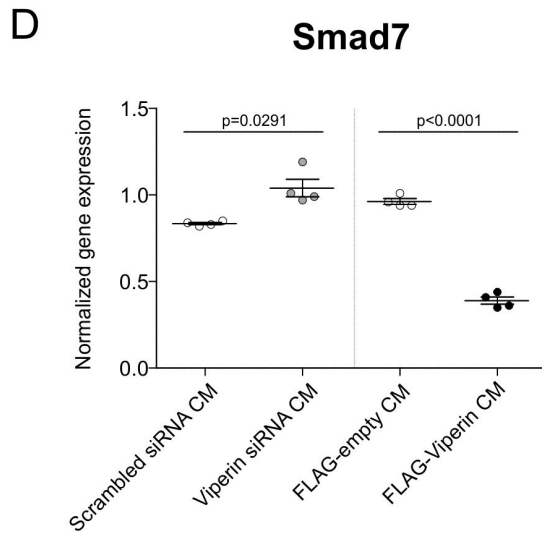 D
Smad7
Normalized gene expression
1.5
1.0
0.5
0.0
p=0.0291
p<0.0001
Scrambled siRNA CM
Viperin siRNA CM
FLAG-empty CM
FLAG-Viperin CM